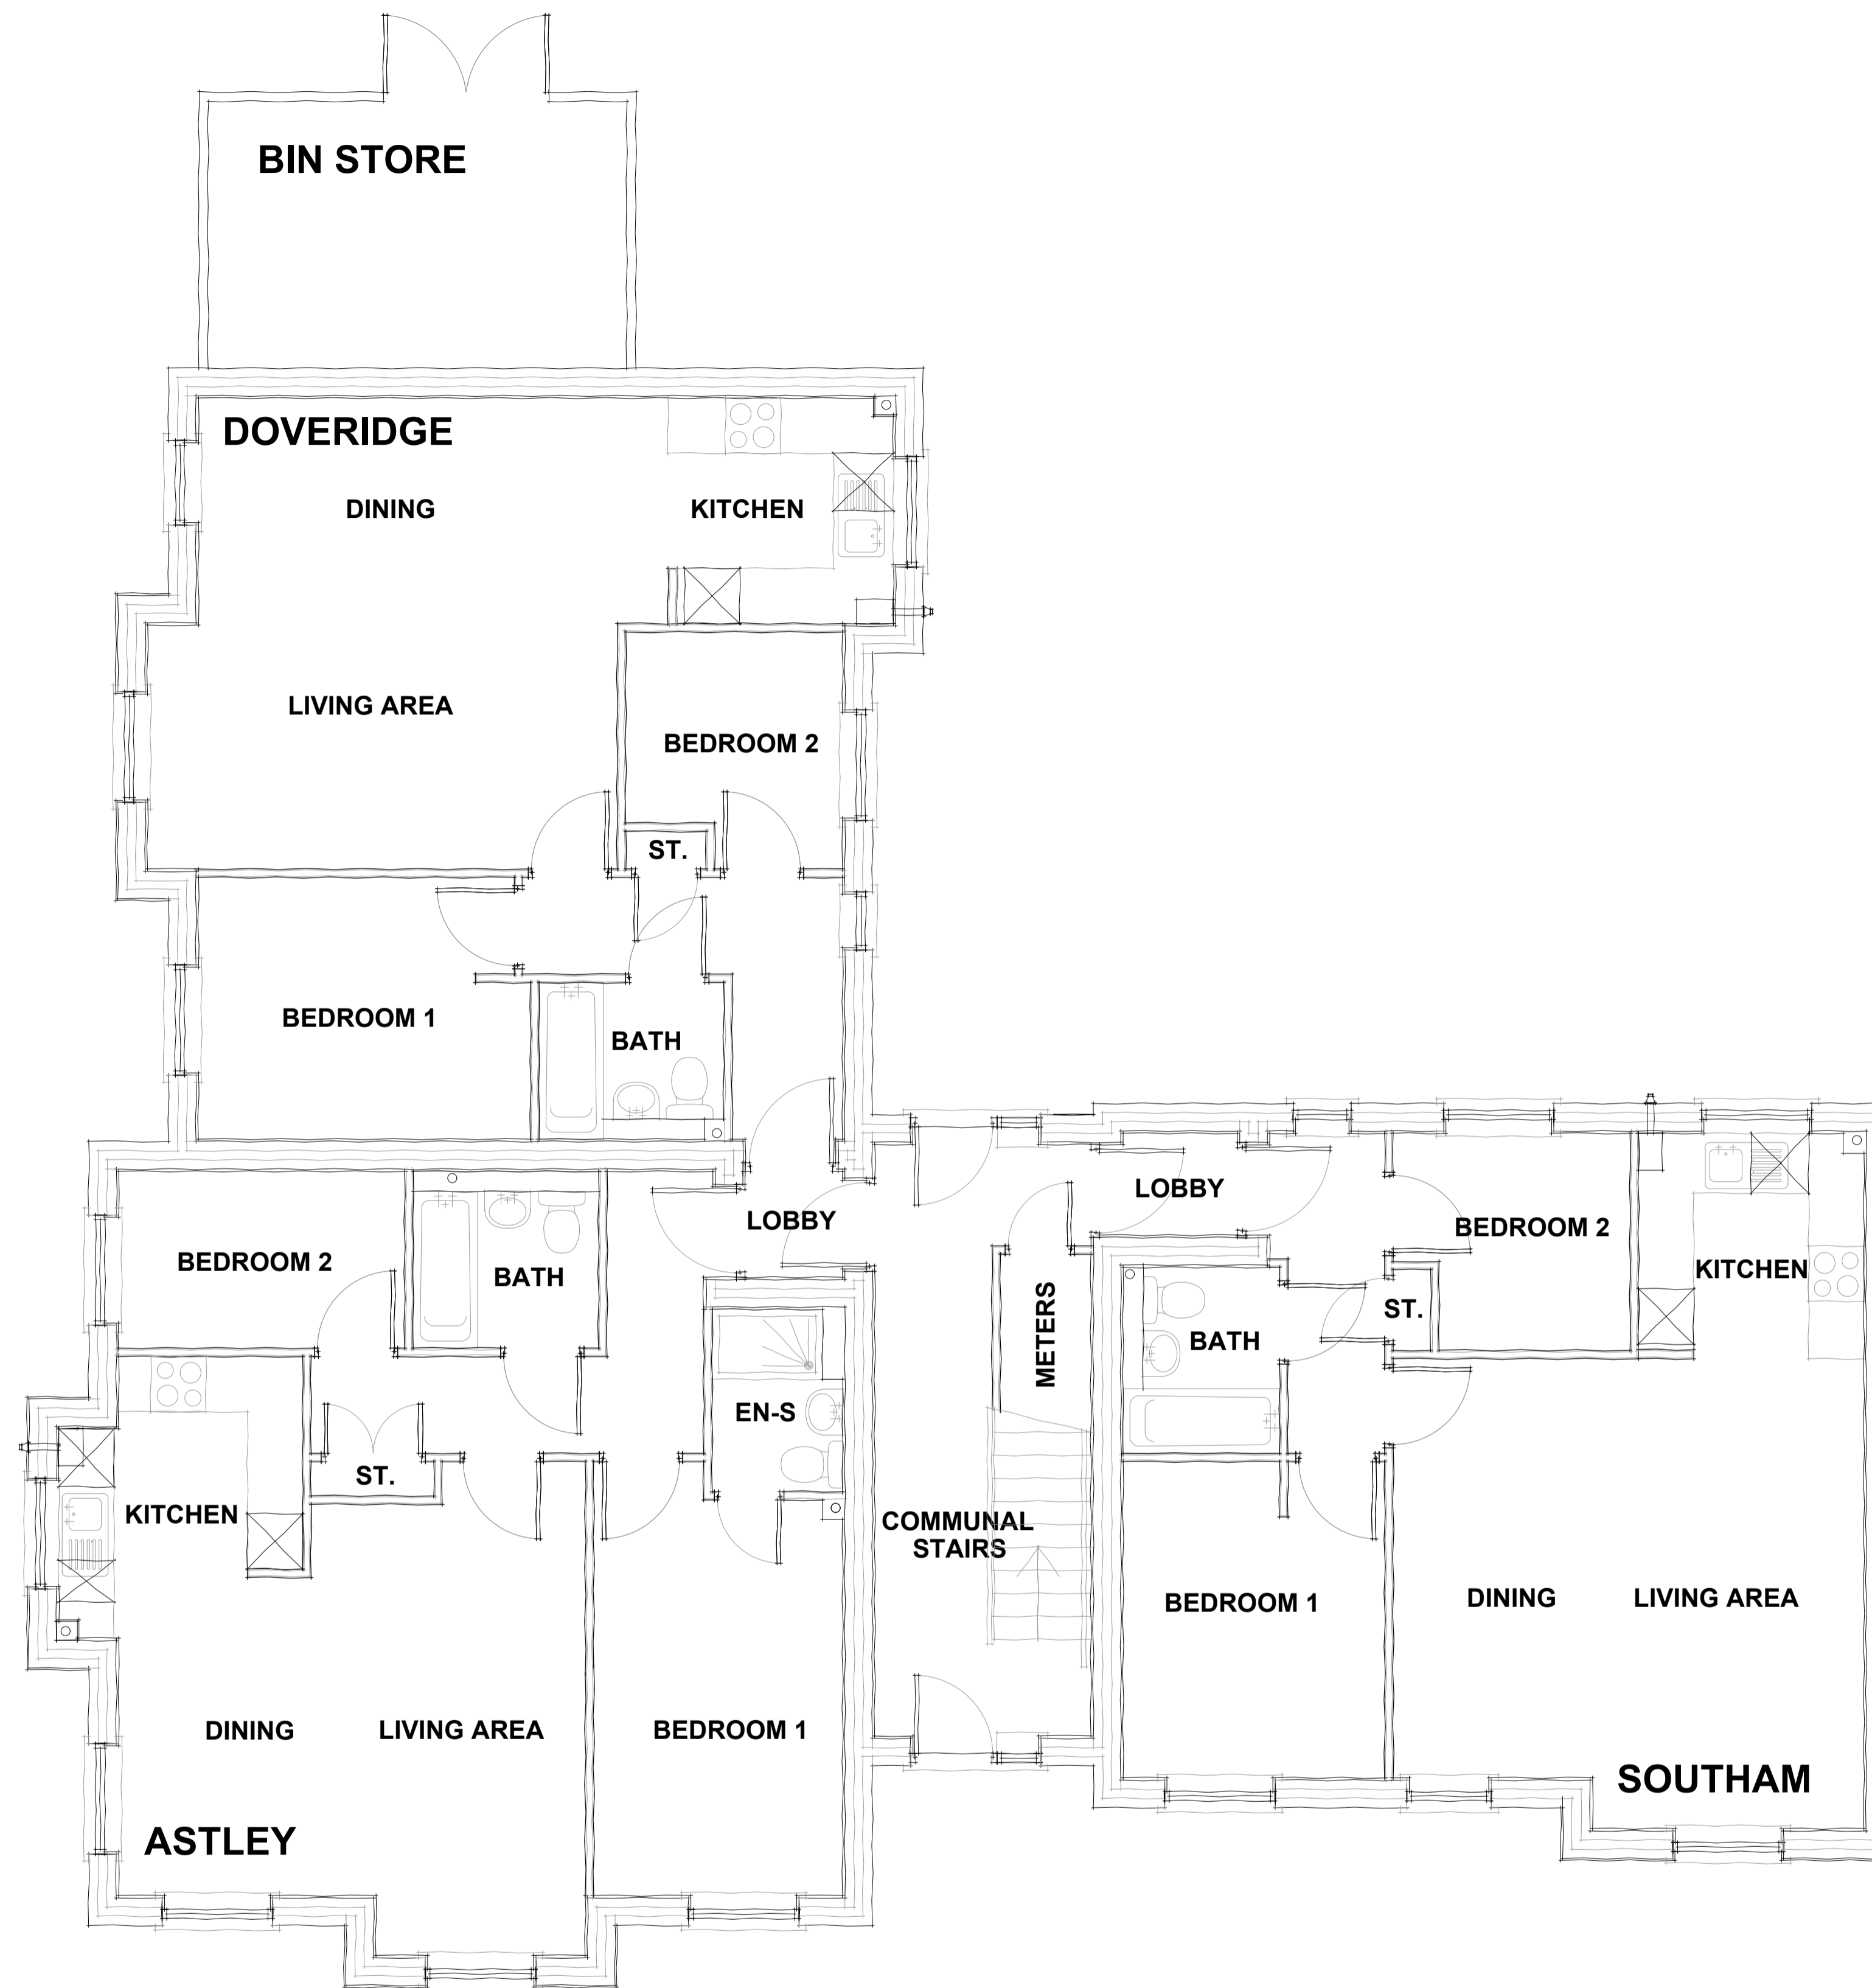 BIN STORE
DOVERIDGE
DINING
KITCHEN
LIVING AREA
BEDROOM 2
ST.
BEDROOM 1
BATH
LOBBY
BEDROOM 2
BATH
EN-S
ST.
KITCHEN
DINING
LIVING AREA
BEDROOM 1
ASTLEY
METERS
COMMUNAL
STAIRS
LOBBY
BEDROOM 2
KITCHEN
ST.
BATH
BEDROOM 1
DINING
LIVING AREA
SOUTHAM